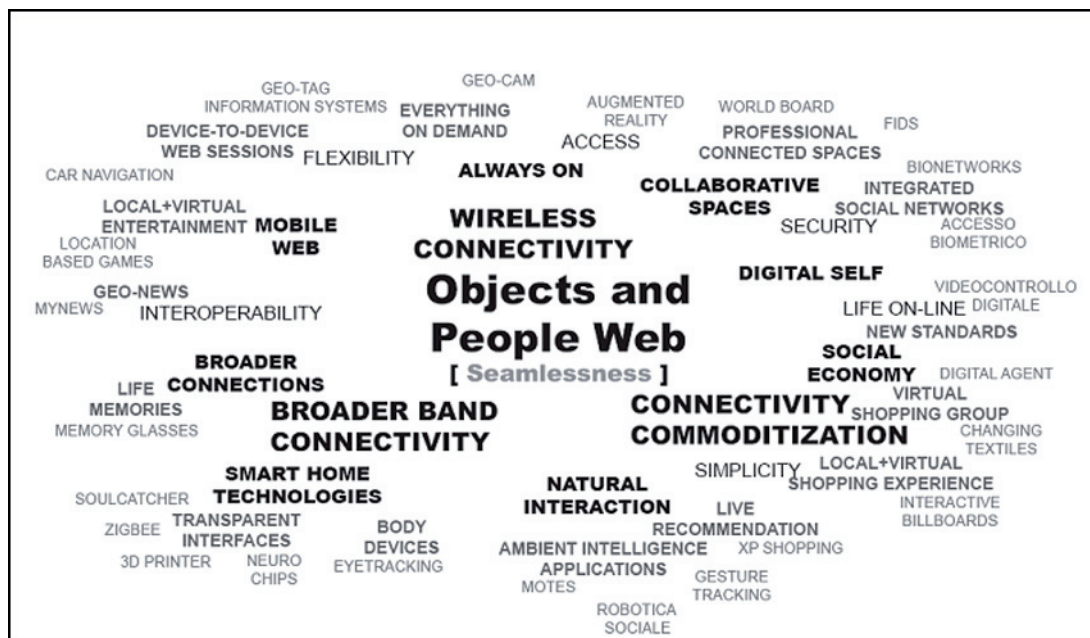 GEO-CAM
GEO-TAG
INFORMATION SYSTEMS
EVERYTHING
ON DEMAND
AUGMENTED
REALITY
WORLD BOARD
FIDS
DEVICE-TO-DEVICE
WEB SESSIONS
FLEXIBILITY
ACCESS
PROFESSIONAL
CONNECTED SPACES
CAR NAVIGATION
ALWAYS ON
COLLABORATIVE
SPACES
BIONETWORKS
INTEGRATED
SOCIAL NETWORKS
LOCAL+VIRTUAL
ENTERTAINMENT
MOBILE
WEB
WIRELESS
CONNECTIVITY
SECURITY
ACCESSO
BIOMETRICO
LOCATION
BASED GAMES
DIGITAL SELF
GEO-NEWS
MYNEWS
INTEROPERABILITY
Objects and
People Web
[ Seamlessness ]
VIDEOCONTROLLO
DIGITALE
LIFE ON-LINE
NEW STANDARDS
BROADER
CONNECTIONS
SOCIAL
ECONOMY
DIGITAL AGENT
LIFE
MEMORIES
MEMORY GLASSES
BROADER BAND
CONNECTIVITY
CONNECTIVITY
COMMODITIZATION
VIRTUAL
SHOPPING GROUP
CHANGING
TEXTILES
SMART HOME
TECHNOLOGIES
NATURAL
INTERACTION
SIMPLICITY
LOCAL+VIRTUAL
SHOPPING EXPERIENCE
SOULCATCHER
INTERACTIVE
BILLBOARDS
ZIGBEE
TRANSPARENT
INTERFACES
BODY
DEVICES
EYETRACKING
LIVE
RECOMMENDATION
3D PRINTER
NEURO
CHIPS
AMBIENT INTELLIGENCE
APPLICATIONS
XP SHOPPING
MOTES
GESTURE
TRACKING
ROBOTICA
SOCIALE